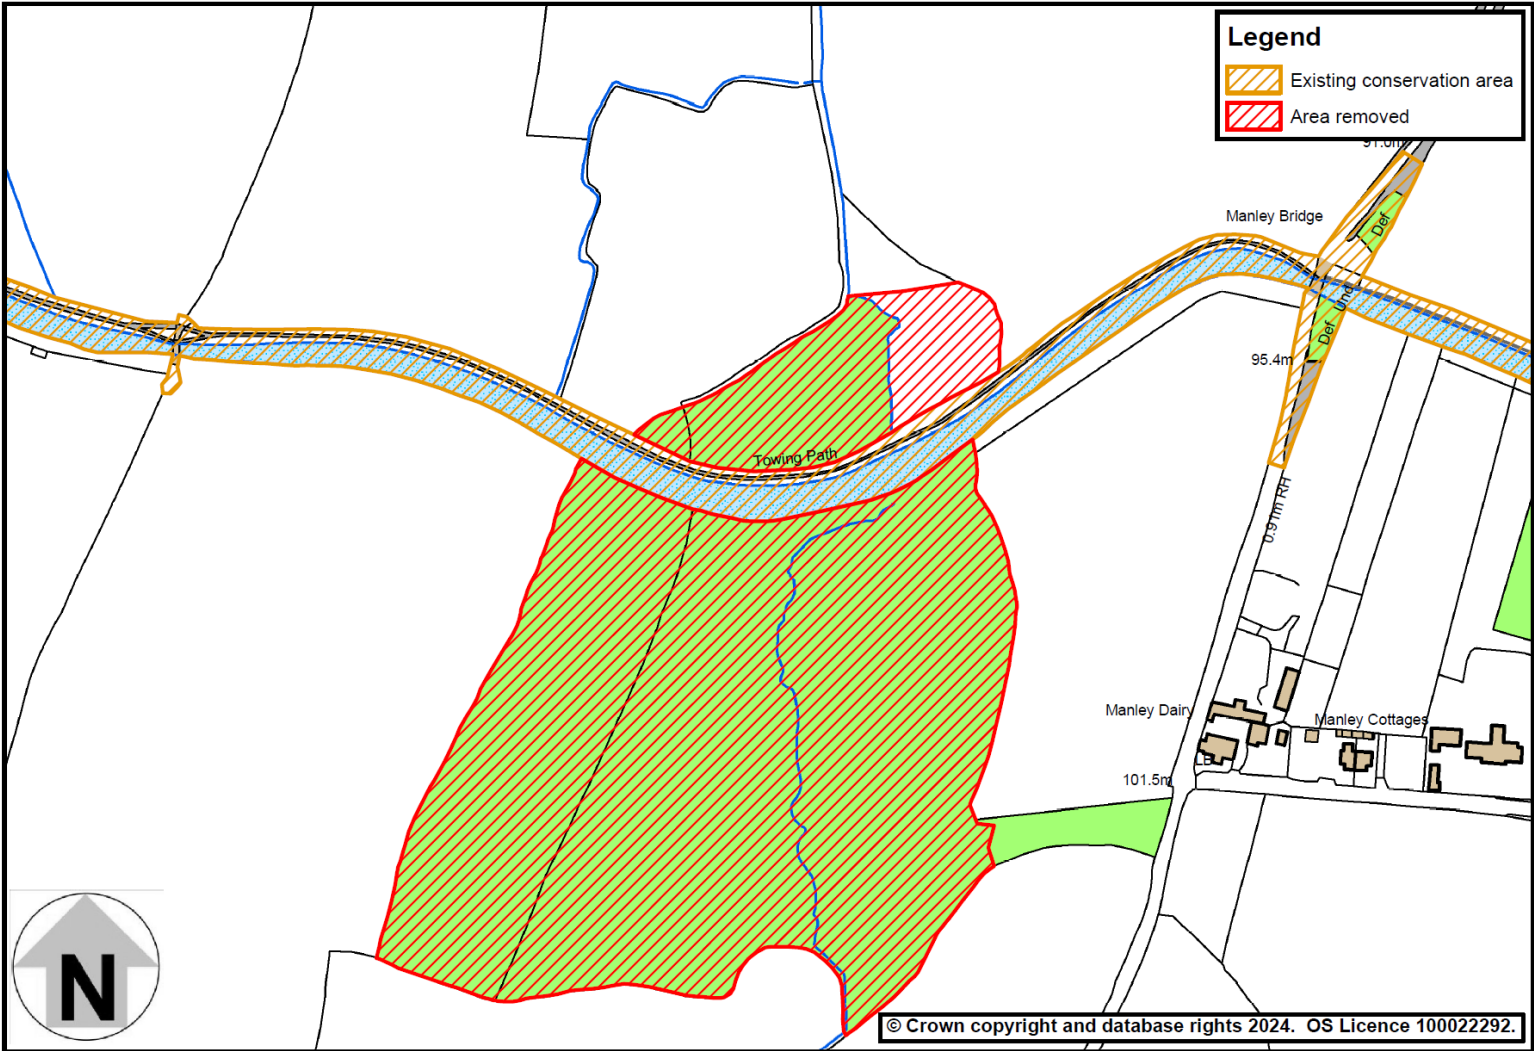 Legend
Existing conservation area
Area removed
91.0m
Manley Bridge
Def
Und
Def
95.4m
Towing Path
0.91m RH
Manley Dairy
Manley Cottages
101.5m
N
© Crown copyright and database rights 2024. OS Licence 100022292.